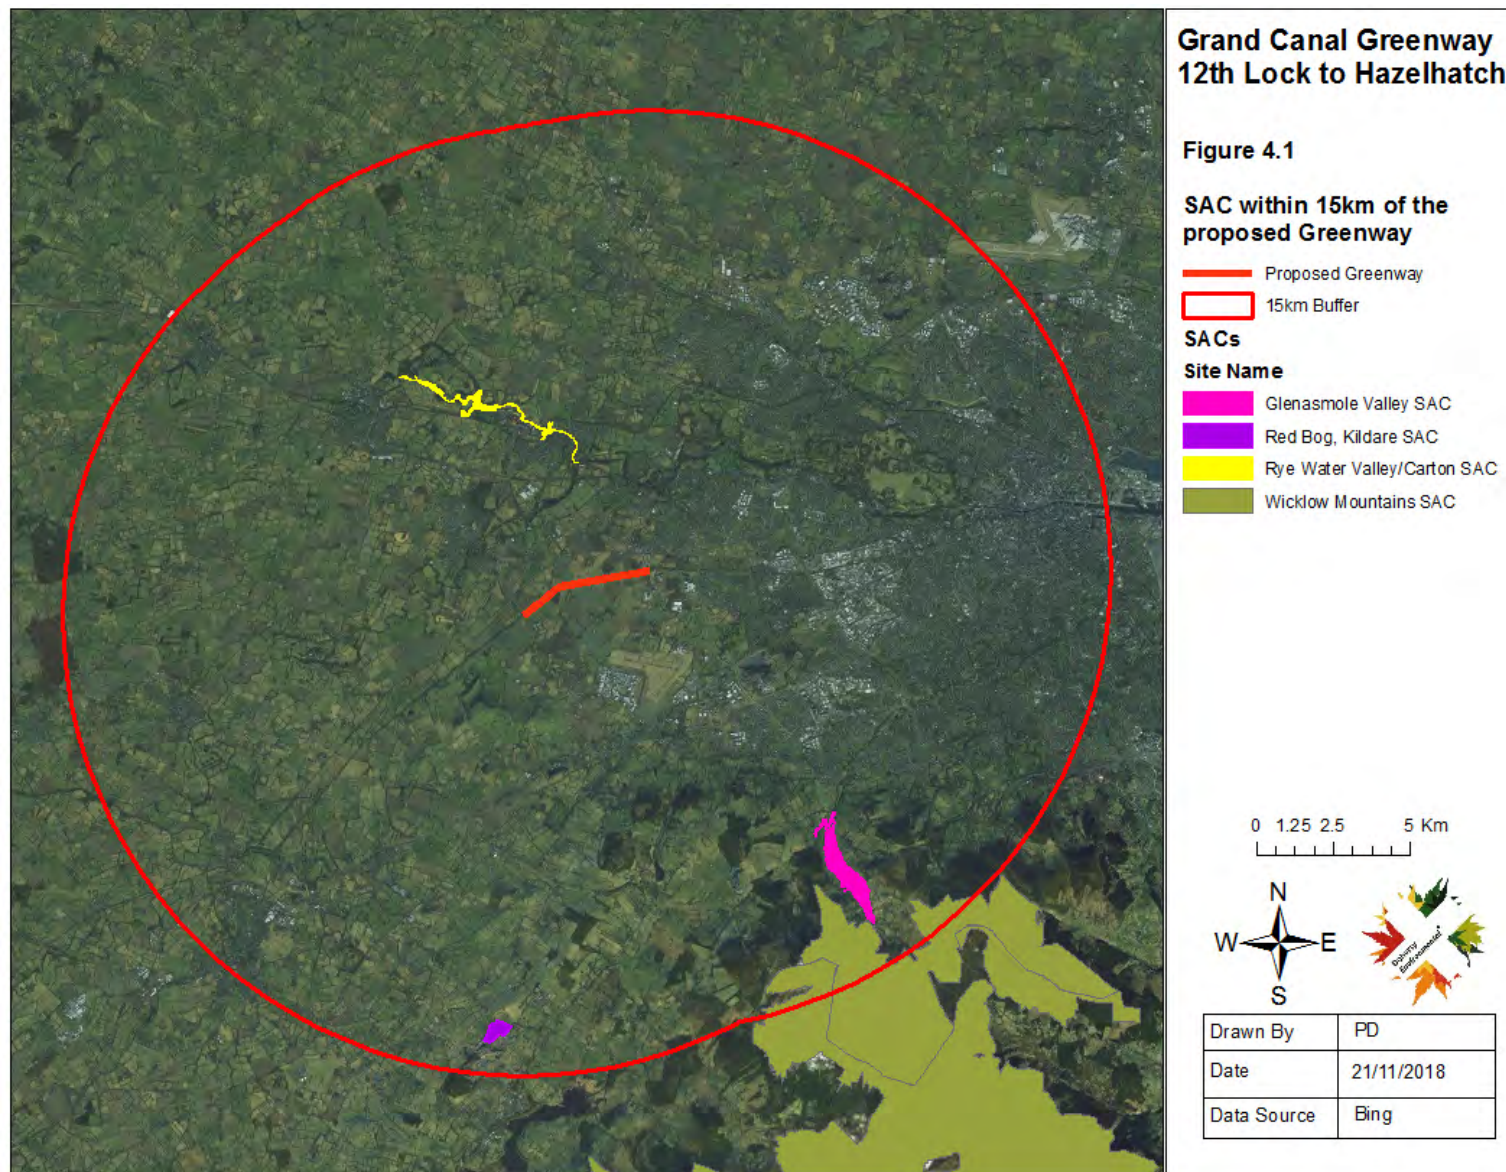 Grand Canal Greenway
12th Lock to Hazelhatch
Figure 4.1
SAC within 15km of the
proposed Greenway
Proposed Greenway
15km Buffer
SACs
Site Name
Glenasmole Valley SAC
Red Bog, Kildare SAC
Rye Water Valley/Carton SAC
Wicklow Mountains SAC
0 1.25 2.5 5 Km
N
W E
S
Doherty
Environmental
Drawn By PD
Date 21/11/2018
Data Source Bing